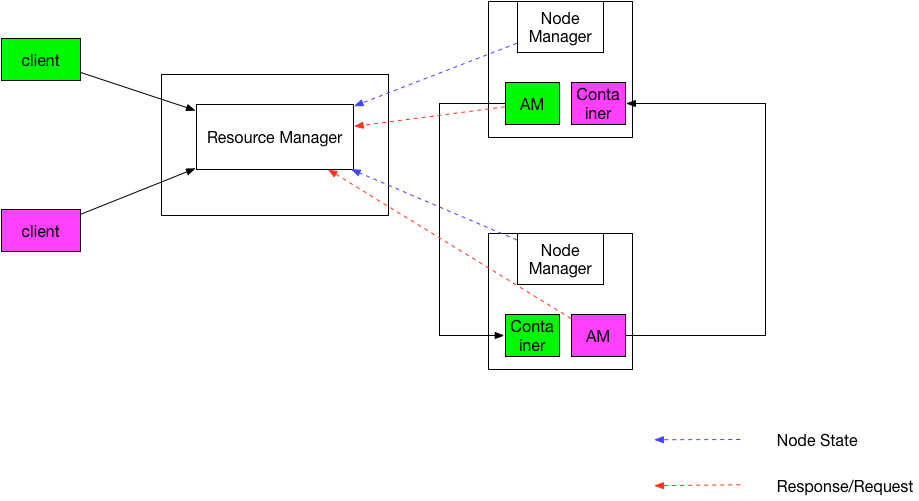 Node
Manager
client
AM
Conta
iner
Resource Manager
client
Node
Manager
Conta
iner
AM
Node State
Response/Request